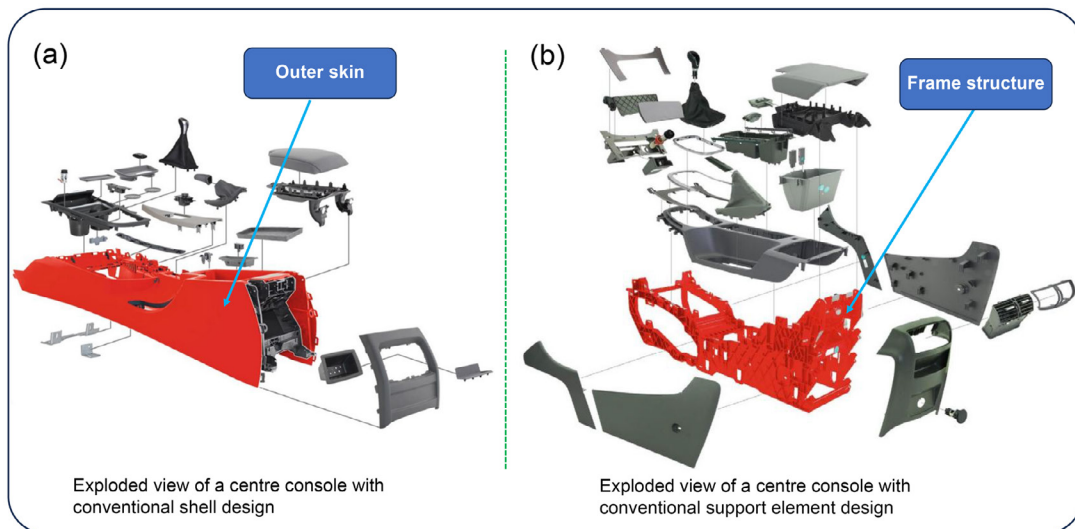 (a)
Outer skin
Exploded view of a centre console with
conventional shell design
(b)
Frame structure
Exploded view of a centre console with
conventional support element design